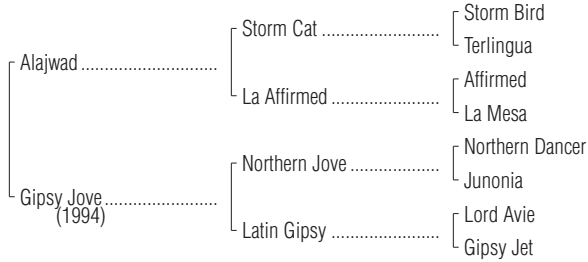 Storm Bird
Storm Cat ..............................
Terlingua
Alajwad ..................................
Affirmed
La Affirmed ...........................
La Mesa
Northern Dancer
Northern Jove .......................
Junonia
Gipsy Jove ............................
(1994)
Lord Avie
Latin Gipsy ...........................
Gipsy Jet